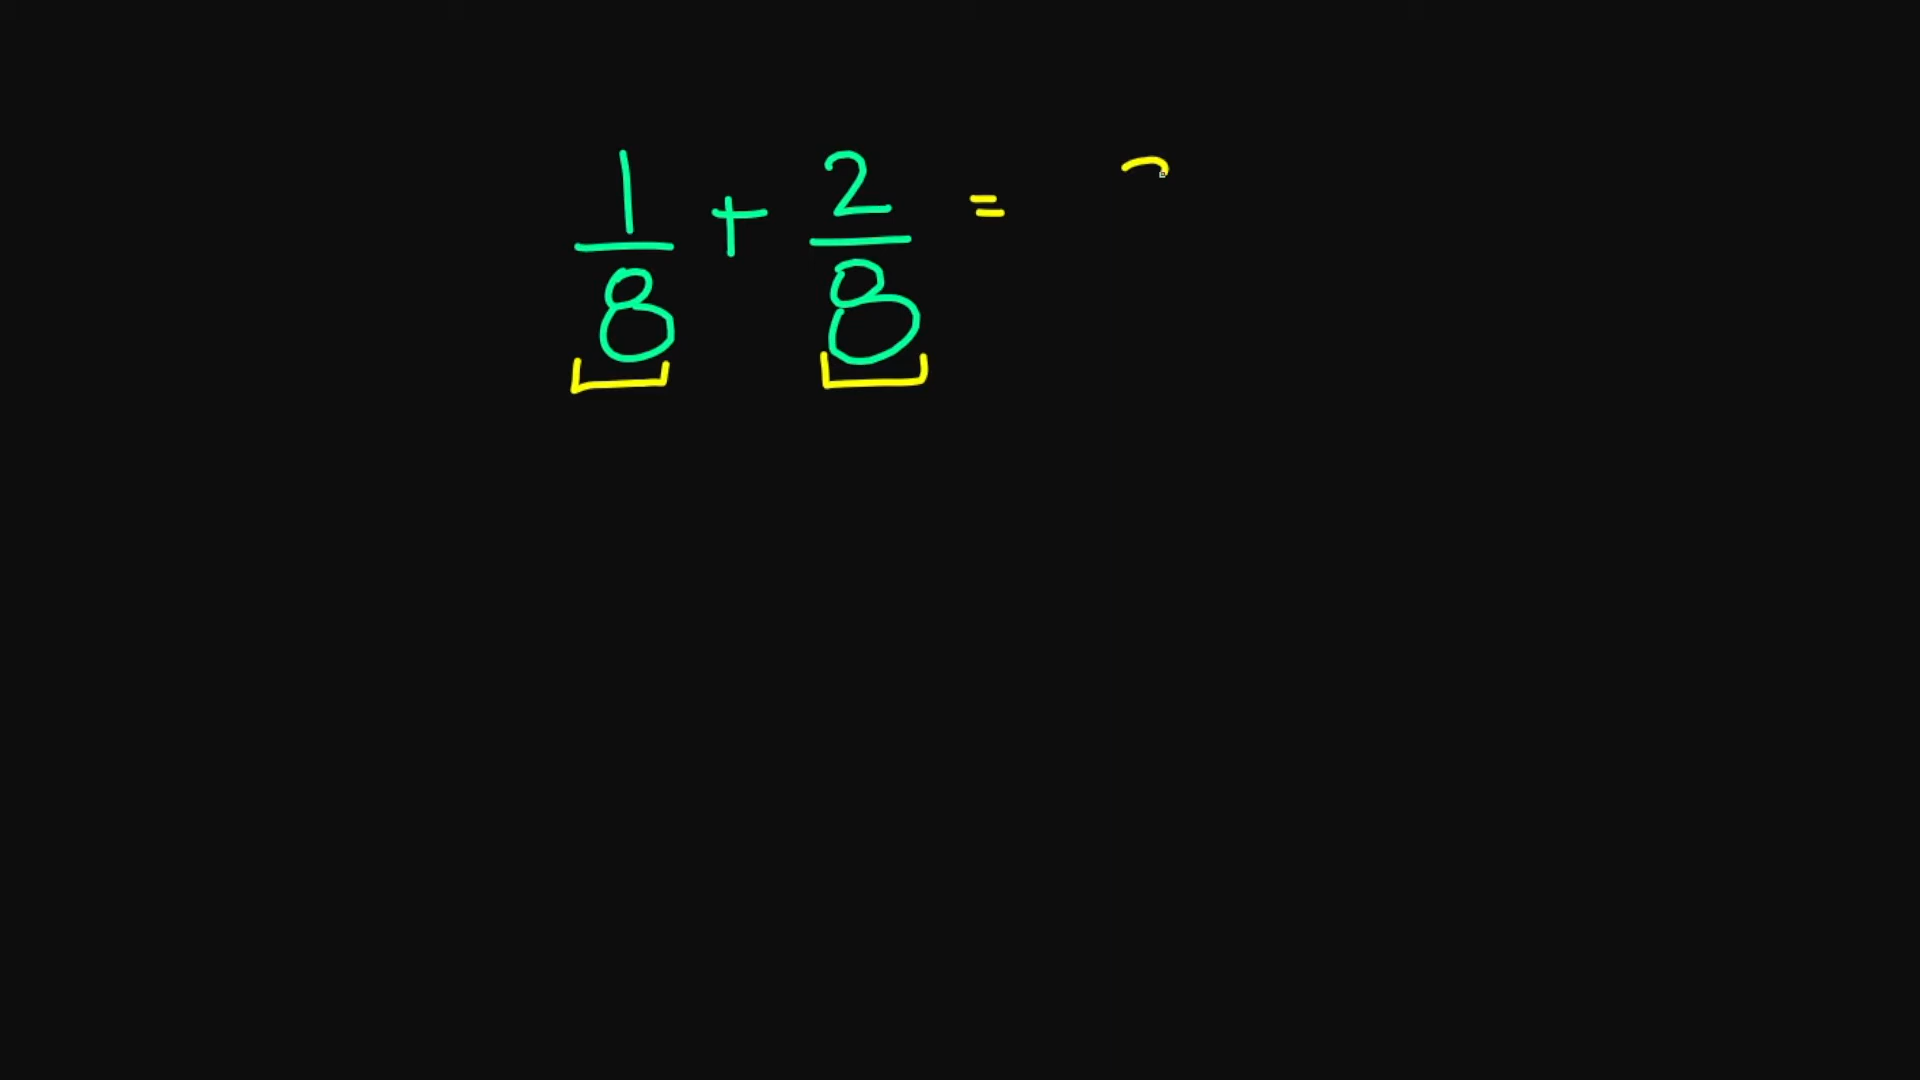 1/8 + 2/8 =